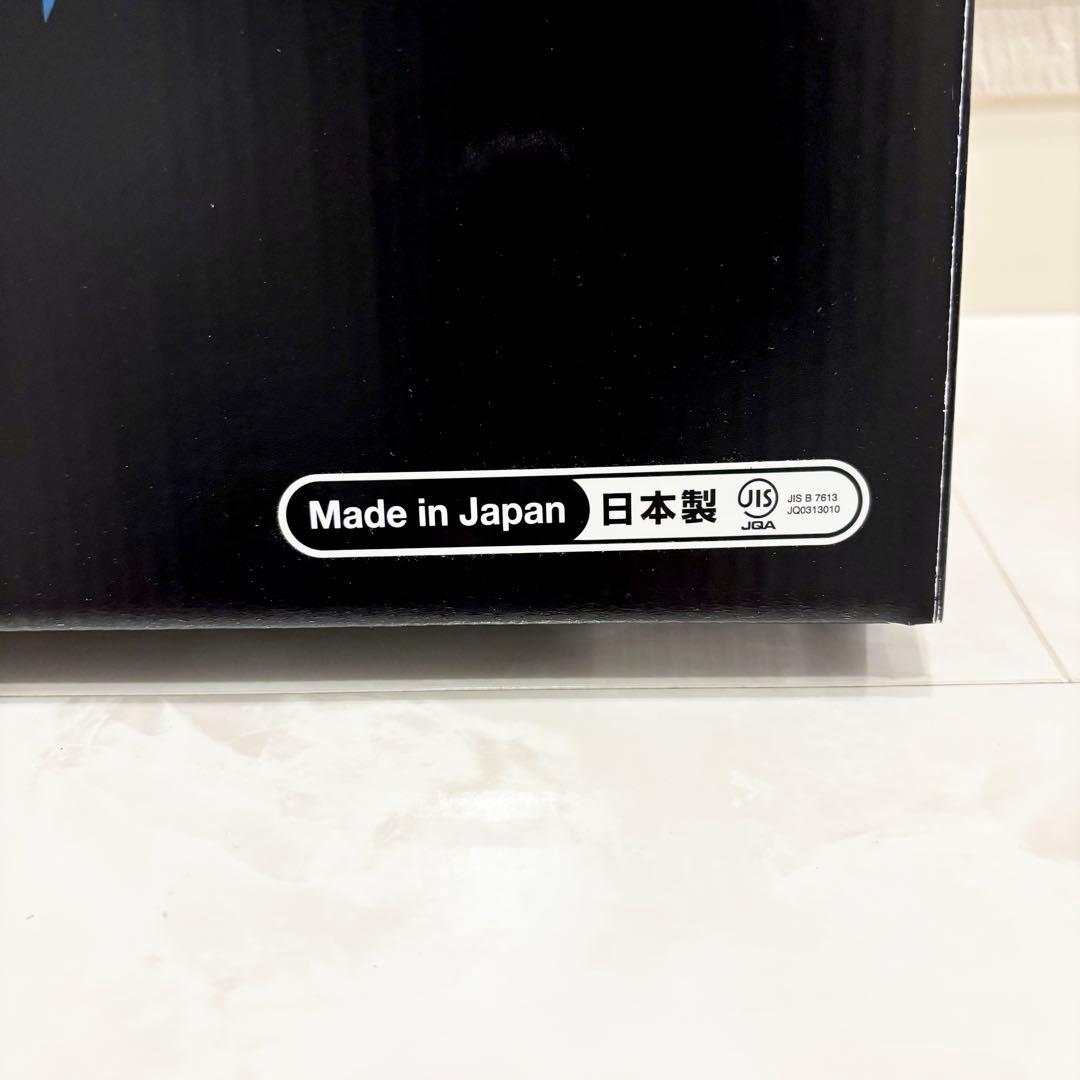 Made in Japan 日本製
JIS
JQA
JIS B 7613
JQ0313010